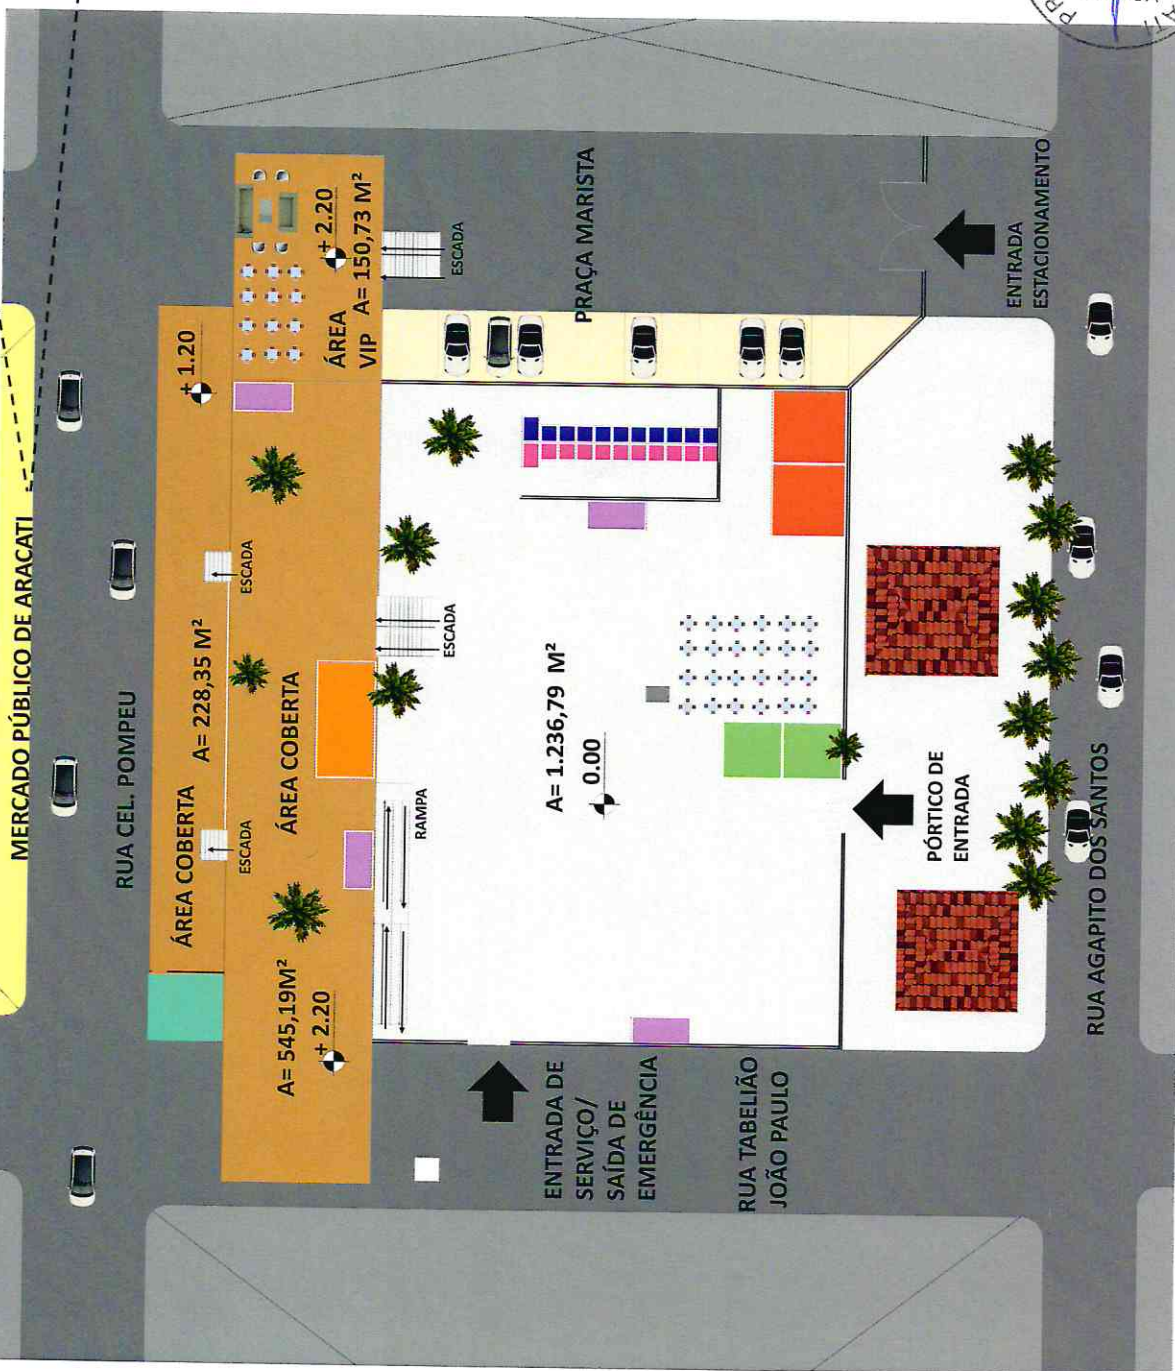 MERCADO PÚBLICO DE ARACATI
RUA CEL. POMPEU
ÁREA COBERTA
A= 228,35 M²
+ 1.20
ESCADA
ESCADA
ÁREA COBERTA
A= 545,19M²
+ 2.20
ÁREA
VIP
+ 2.20
A= 150,73 M²
ESCADA
RAMPA
ESCADA
A= 1.236,79 M²
0.00
PRAÇA MARISTA
ENTRADA DE
SERVIÇO/
SAÍDA DE
EMERGÊNCIA
RUA TABELIÃO
JOÃO PAULO
PÓRTICO DE
ENTRADA
ENTRADA
ESTACIONAMENTO
RUA AGAPITO DOS SANTOS